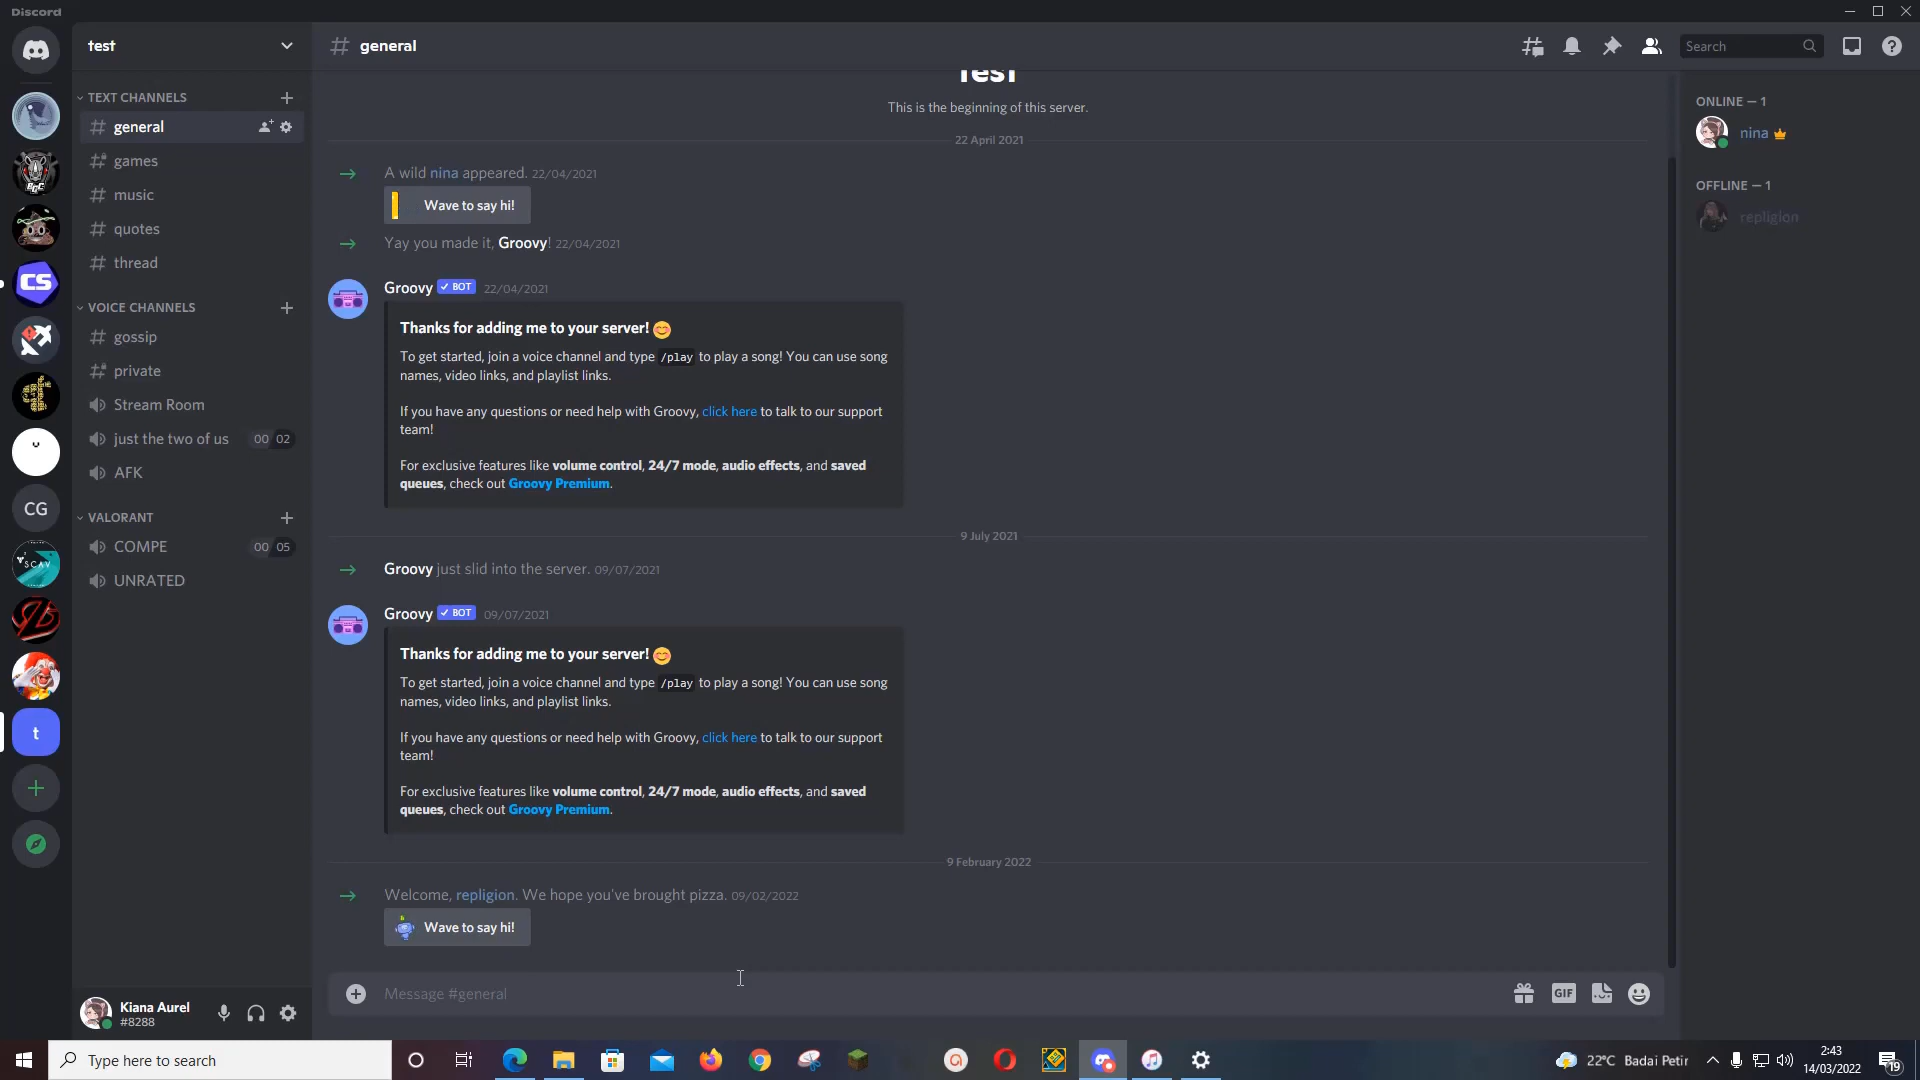 Discord
test
# general
Search
TEXT CHANNELS
general
games
music
quotes
thread
VOICE CHANNELS
gossip
private
Stream Room
just the two of us 00 02
AFK
VALORANT
COMPE 00 05
UNRATED
CS
CG
SCAV
t
Kiana Aurel
#8288
Test
This is the beginning of this server.
22 April 2021
A wild nina appeared. 22/04/2021
Wave to say hi!
Yay you made it, Groovy! 22/04/2021
Groovy ✓ BOT 22/04/2021
Thanks for adding me to your server! 😊
To get started, join a voice channel and type /play to play a song! You can use song
names, video links, and playlist links.
If you have any questions or need help with Groovy, click here to talk to our support
team!
For exclusive features like volume control, 24/7 mode, audio effects, and saved
queues, check out Groovy Premium.
9 July 2021
Groovy just slid into the server. 09/07/2021
Groovy ✓ BOT 09/07/2021
Thanks for adding me to your server! 😊
To get started, join a voice channel and type /play to play a song! You can use song
names, video links, and playlist links.
If you have any questions or need help with Groovy, click here to talk to our support
team!
For exclusive features like volume control, 24/7 mode, audio effects, and saved
queues, check out Groovy Premium.
9 February 2022
Welcome, repligion. We hope you've brought pizza. 09/02/2022
Wave to say hi!
Message #general
GIF
ONLINE — 1
nina
OFFLINE — 1
repligion
Type here to search
22°C Badai Petir
2:43
14/03/2022
19